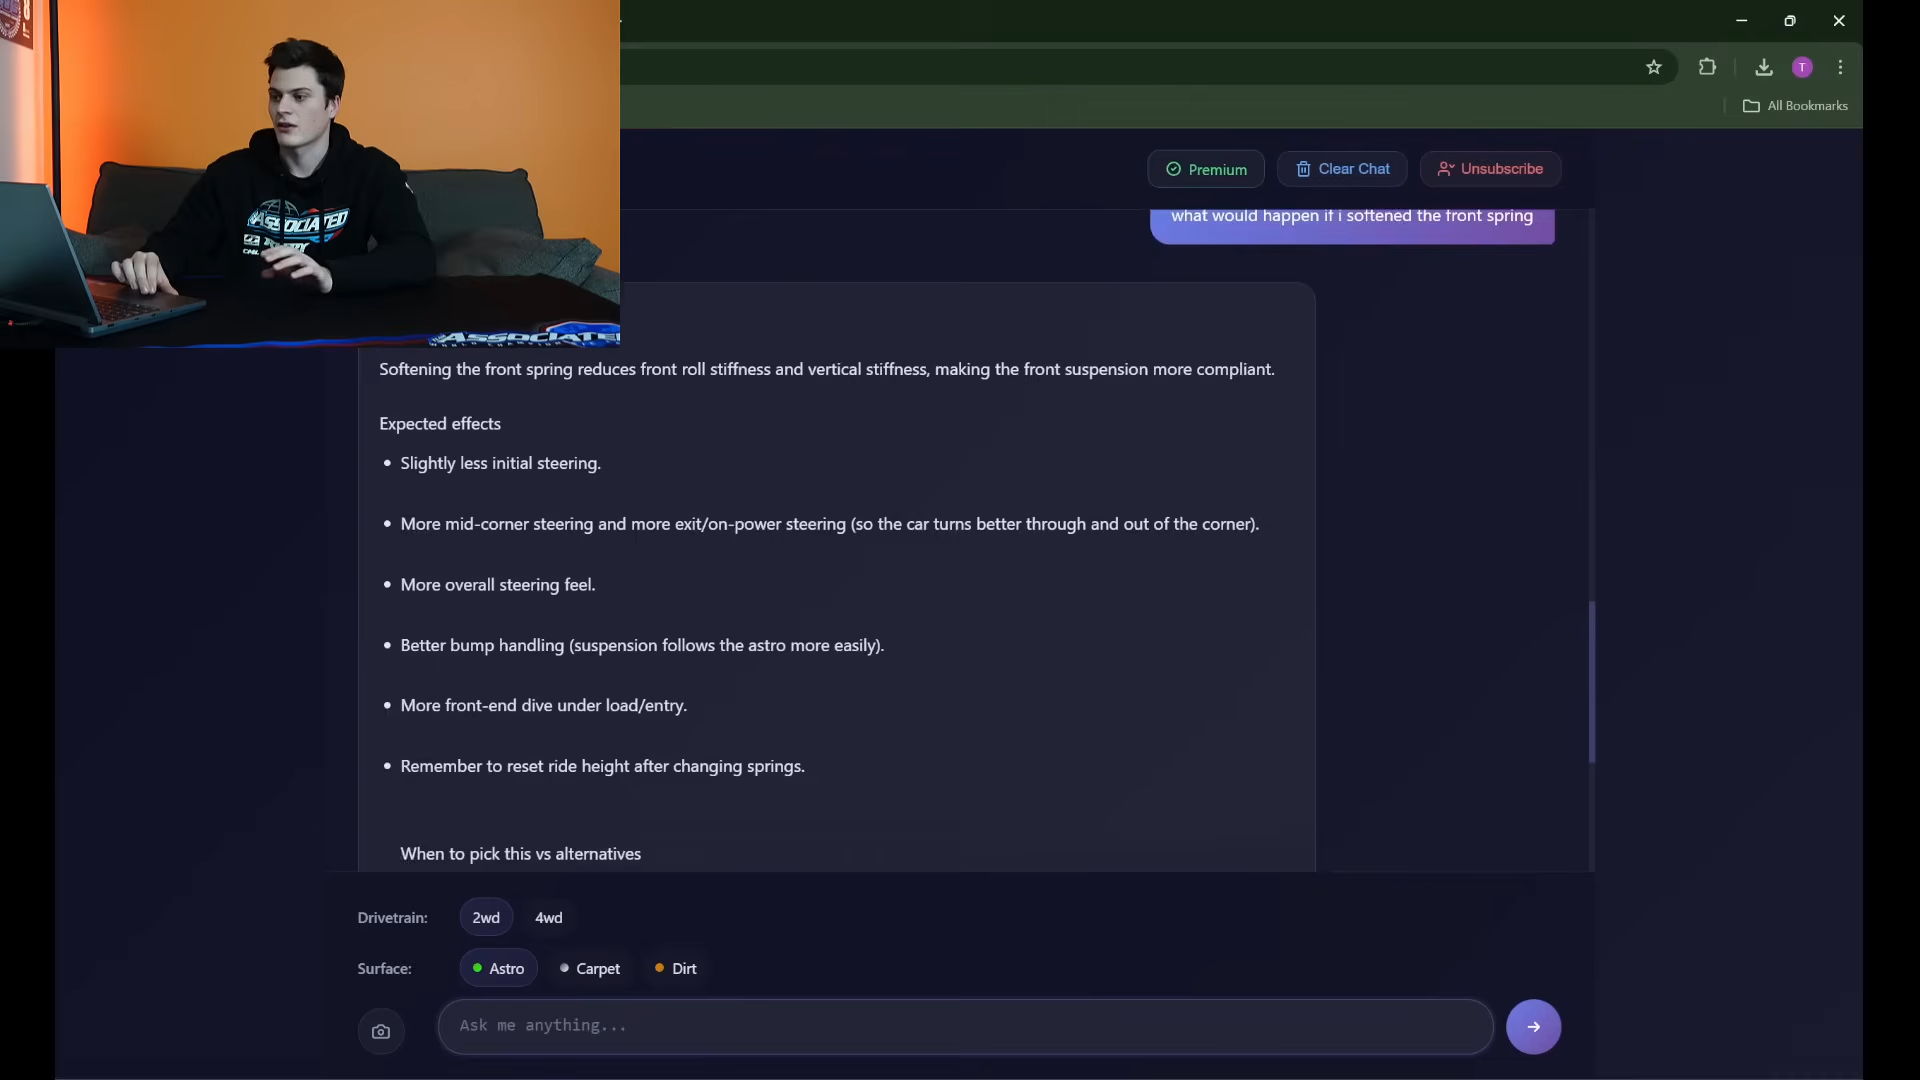 T
All Bookmarks
Premium
Clear Chat
Unsubscribe
what would happen if i softened the front spring
ASSOCIATED
ASSOCIATE
Softening the front spring reduces front roll stiffness and vertical stiffness, making the front suspension more compliant.
Expected effects
• Slightly less initial steering.
• More mid-corner steering and more exit/on-power steering (so the car turns better through and out of the corner).
• More overall steering feel.
• Better bump handling (suspension follows the astro more easily).
• More front-end dive under load/entry.
• Remember to reset ride height after changing springs.
When to pick this vs alternatives
Drivetrain: 2wd 4wd
Surface: Astro Carpet Dirt
Ask me anything...